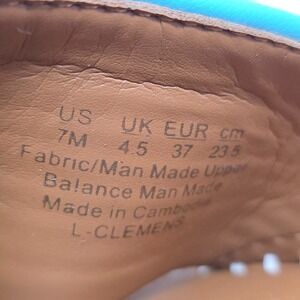 US UK EUR cm
7M 4.5 37 23.5
Fabric/Man Made Upper
Balance Man Made
Made in Cambodia
L-CLEMENS